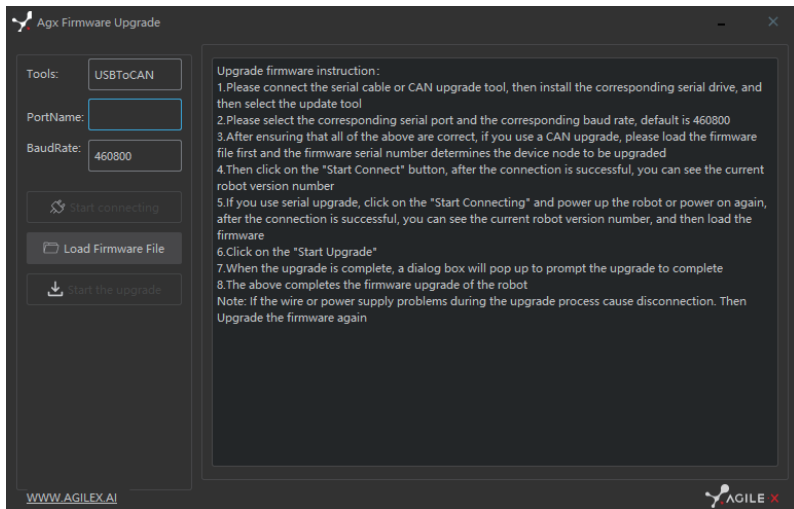 Agx Firmware Upgrade
Tools:
USBToCAN
PortName:
BaudRate:
460800
Start connecting
Load Firmware File
Start the upgrade
WWW.AGILEX.AI
Upgrade firmware instruction:
1.Please connect the serial cable or CAN upgrade tool, then install the corresponding serial drive, and
then select the update tool
2.Please select the corresponding serial port and the corresponding baud rate, default is 460800
3.After ensuring that all of the above are correct, if you use a CAN upgrade, please load the firmware
file first and the firmware serial number determines the device node to be upgraded
4.Then click on the "Start Connect" button, after the connection is successful, you can see the current
robot version number
5.If you use serial upgrade, click on the "Start Connecting" and power up the robot or power on again,
after the connection is successful, you can see the current robot version number, and then load the
firmware
6.Click on the "Start Upgrade"
7.When the upgrade is complete, a dialog box will pop up to prompt the upgrade to complete
8.The above completes the firmware upgrade of the robot
Note: If the wire or power supply problems during the upgrade process cause disconnection. Then
Upgrade the firmware again
AGILE X